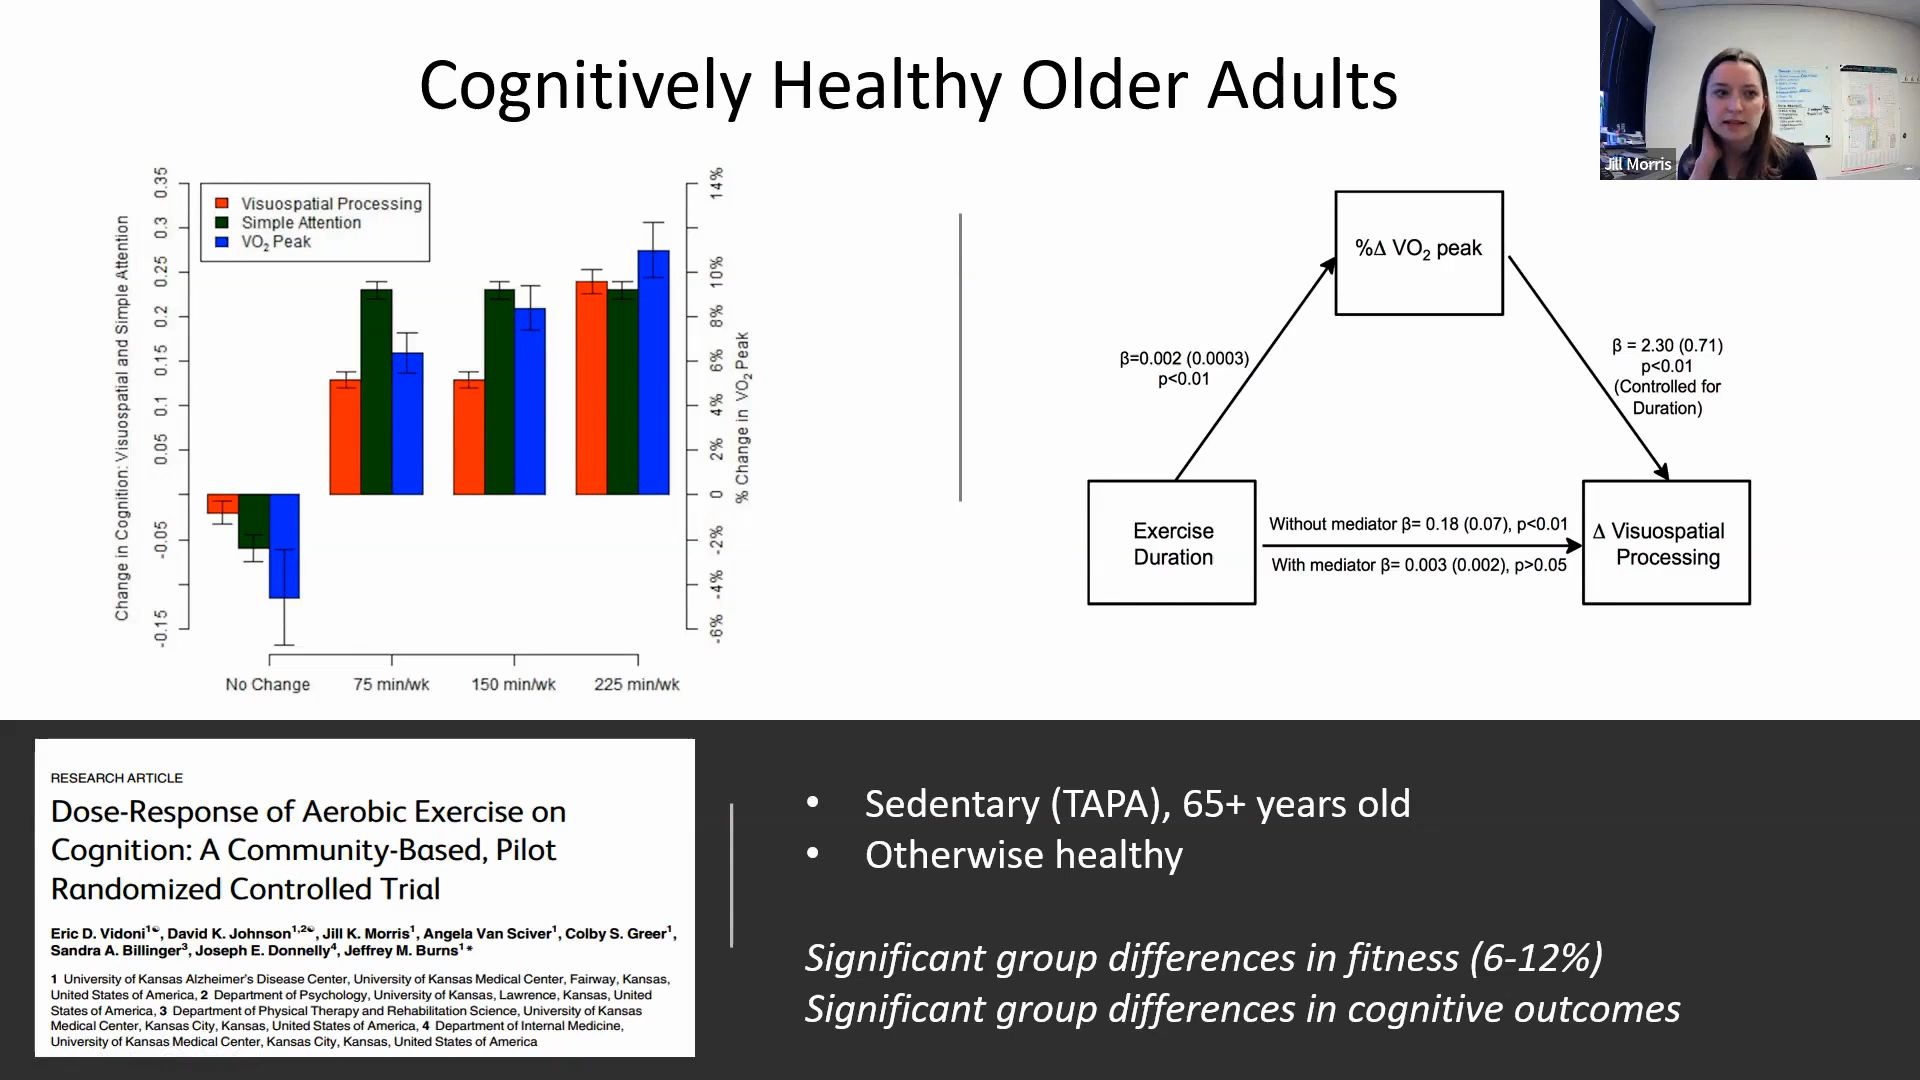 Cognitively Healthy Older Adults
Jill Morris
Change in Cognition: Visuospatial and Simple Attention
0.35
0.3
0.25
0.2
0.15
0.1
0.05
-0.05
-0.15
Visuospatial Processing
Simple Attention
VO2 Peak
14%
10%
8%
6%
4%
2%
0
-2%
-4%
-6%
% Change in VO2 Peak
No Change 75 min/wk 150 min/wk 225 min/wk
%Δ VO2 peak
β=0.002 (0.0003)
p<0.01
β = 2.30 (0.71)
p<0.01
(Controlled for
Duration)
Exercise
Duration
Without mediator β= 0.18 (0.07), p<0.01
With mediator β= 0.003 (0.002), p>0.05
Δ Visuospatial
Processing
RESEARCH ARTICLE
Dose-Response of Aerobic Exercise on
Cognition: A Community-Based, Pilot
Randomized Controlled Trial
Eric D. Vidoni1☯, David K. Johnson1,2☯, Jill K. Morris1, Angela Van Sciver1, Colby S. Greer1,
Sandra A. Billinger3, Joseph E. Donnelly4, Jeffrey M. Burns1*
1 University of Kansas Alzheimer's Disease Center, University of Kansas Medical Center, Fairway, Kansas,
United States of America, 2 Department of Psychology, University of Kansas, Lawrence, Kansas, United
States of America, 3 Department of Physical Therapy and Rehabilitation Science, University of Kansas
Medical Center, Kansas City, Kansas, United States of America, 4 Department of Internal Medicine,
University of Kansas Medical Center, Kansas City, Kansas, United States of America
• Sedentary (TAPA), 65+ years old
• Otherwise healthy
Significant group differences in fitness (6-12%)
Significant group differences in cognitive outcomes